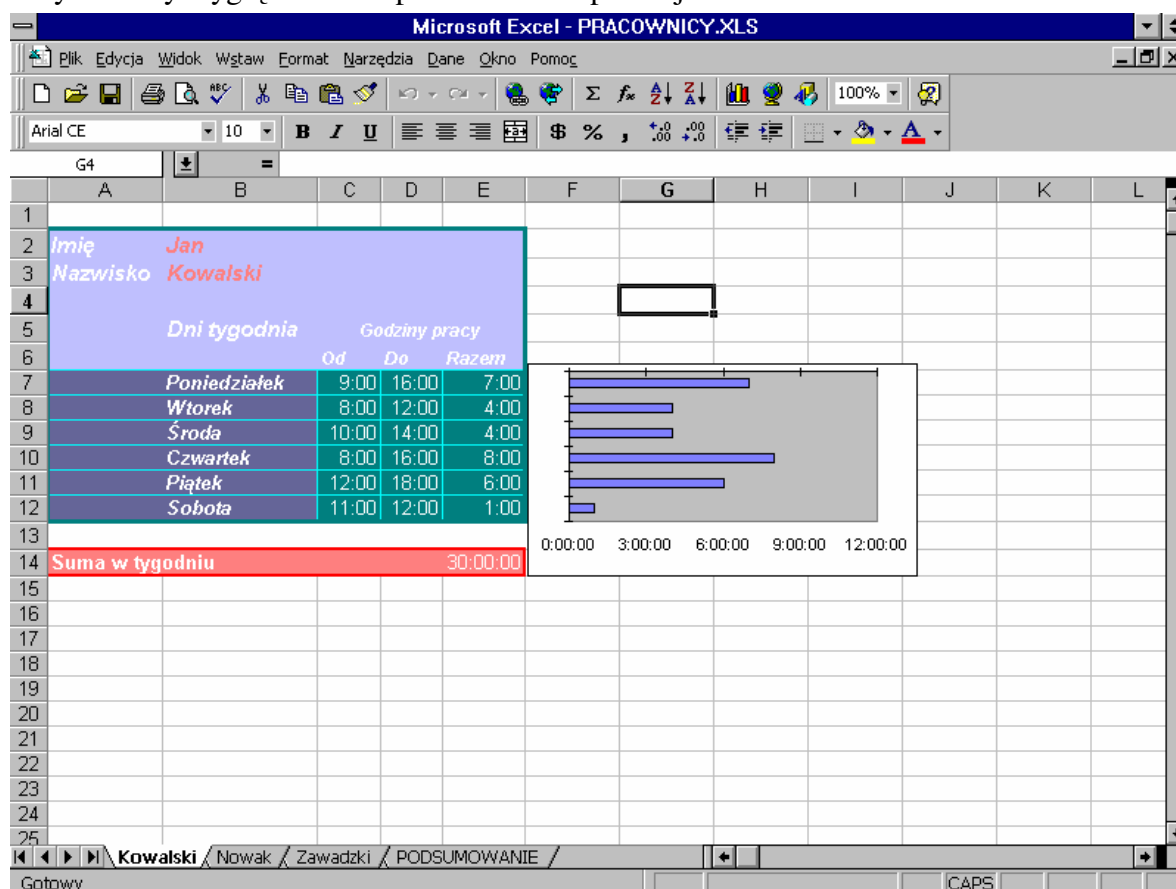 Microsoft Excel - PRACOWNICY.XLS
Plik Edycja Widok Wstaw Format Narzędzia Dane Okno Pomoc
100%
Arial CE 10 B I U $ % ,
G4 =
A B C D E F G H I J K L
1
2 Imię Jan
3 Nazwisko Kowalski
4
5 Dni tygodnia Godziny pracy
6 Od Do Razem
7 Poniedziałek 9:00 16:00 7:00
8 Wtorek 8:00 12:00 4:00
9 Środa 10:00 14:00 4:00
10 Czwartek 8:00 16:00 8:00
11 Piątek 12:00 18:00 6:00
12 Sobota 11:00 12:00 1:00
13
0:00:00 3:00:00 6:00:00 9:00:00 12:00:00
14 Suma w tygodniu 30:00:00
15
16
17
18
19
20
21
22
23
24
25
Kowalski Nowak Zawadzki PODSUMOWANIE
Gotowy CAPS